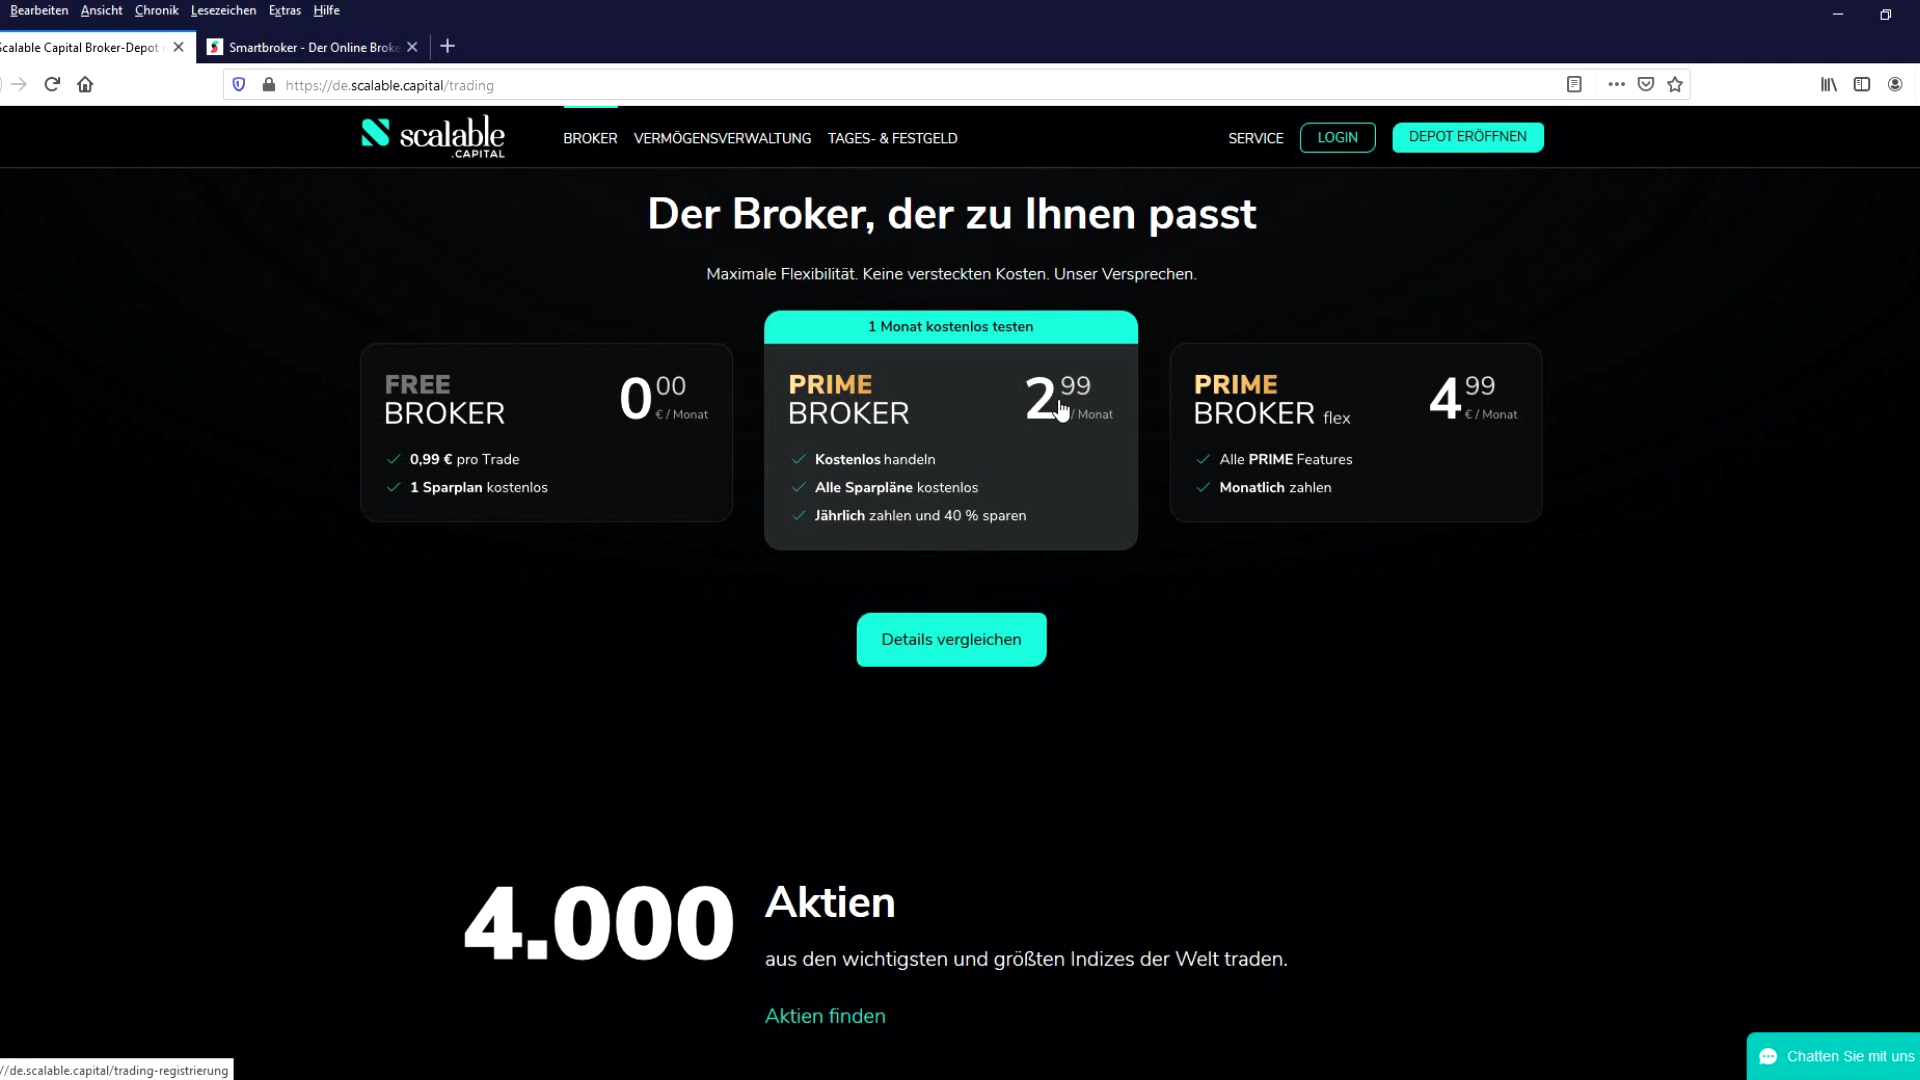 Bearbeiten Ansicht Chronik Lesezeichen Extras Hilfe
Scalable Capital Broker-Depot
Smartbroker - Der Online Broke
https://de.scalable.capital/trading
scalable
.CAPITAL
BROKER VERMÖGENSVERWALTUNG TAGES- & FESTGELD
SERVICE LOGIN DEPOT ERÖFFNEN
Der Broker, der zu Ihnen passt
Maximale Flexibilität. Keine versteckten Kosten. Unser Versprechen.
1 Monat kostenlos testen
FREE
BROKER
0 00
€ / Monat
0,99 € pro Trade
1 Sparplan kostenlos
PRIME
BROKER
2 99
/ Monat
Kostenlos handeln
Alle Sparpläne kostenlos
Jährlich zahlen und 40 % sparen
PRIME
BROKER flex
4 99
€ / Monat
Alle PRIME Features
Monatlich zahlen
Details vergleichen
4.000
Aktien
aus den wichtigsten und größten Indizes der Welt traden.
Aktien finden
Chatten Sie mit uns
//de.scalable.capital/trading-registrierung